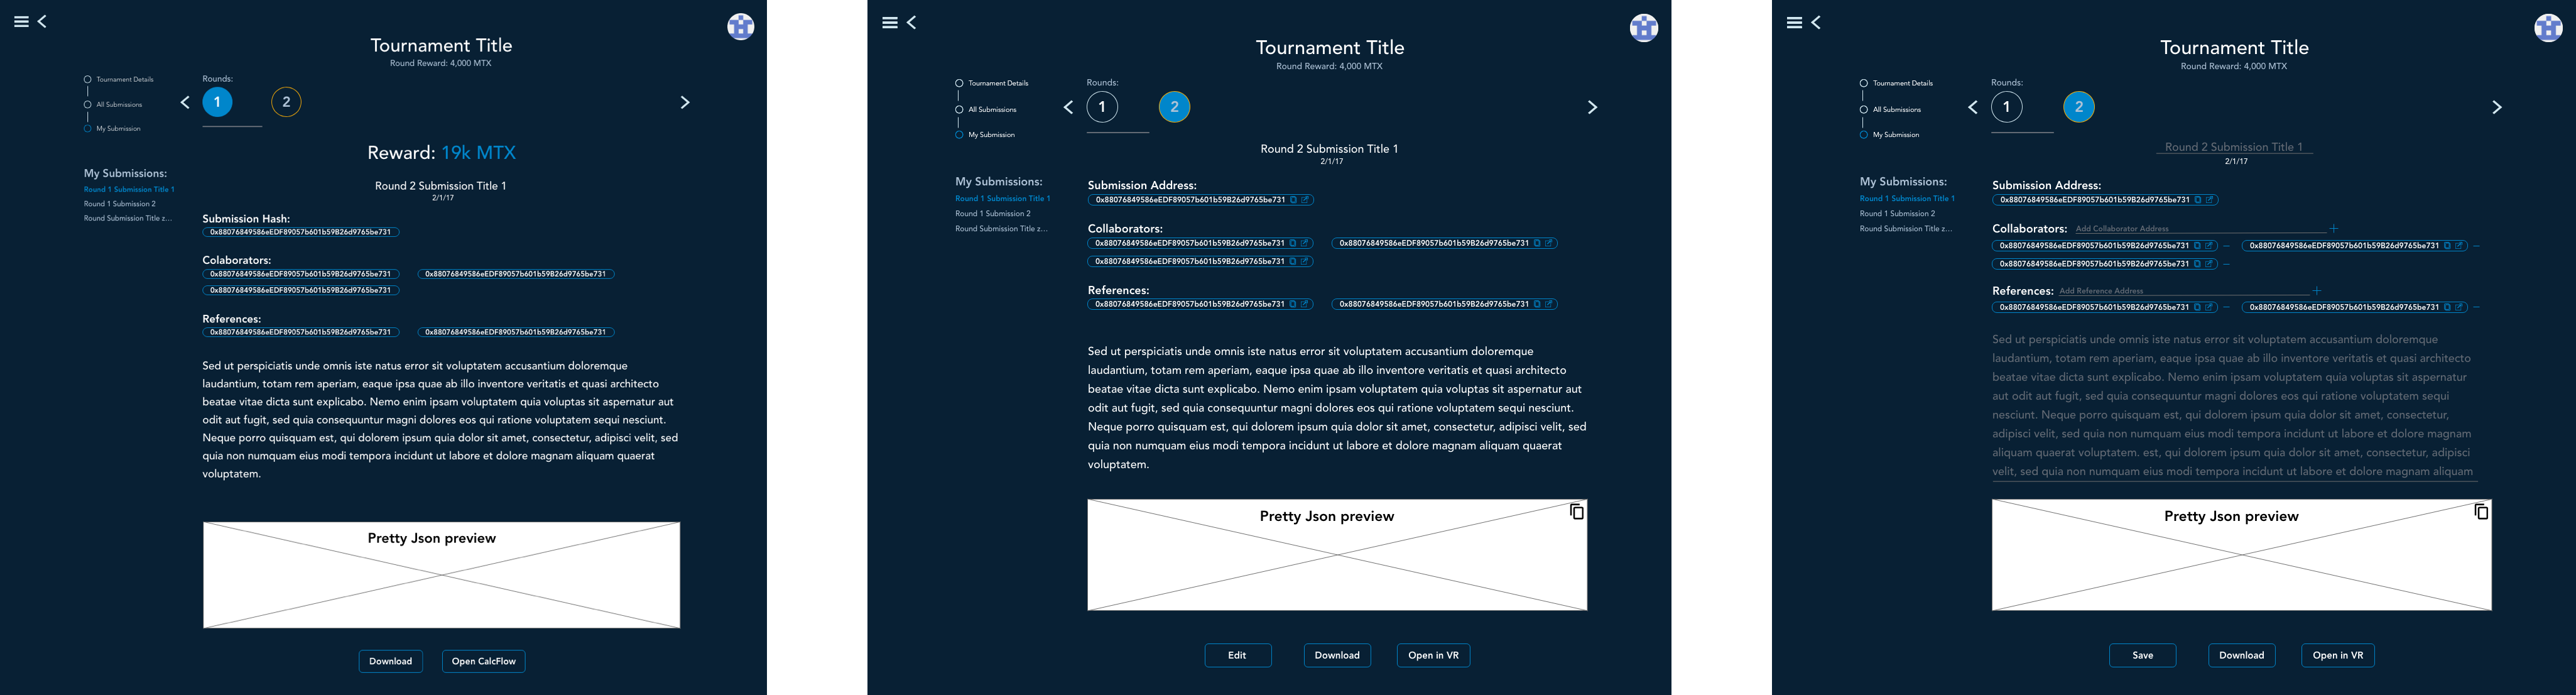 Tournament Title
Round Reward: 4,000 MTX
Tournament Details
All Submissions
My Submission
Rounds:
1
2
Reward: 19k MTX
My Submissions:
Round 1 Submission Title 1
Round 1 Submission 2
Round Submission Title z...
Round 2 Submission Title 1
2/1/17
Submission Hash:
0x88076849586eEDF89057b601b59B26d9765be731
Colaborators:
0x88076849586eEDF89057b601b59B26d9765be731 0x88076849586eEDF89057b601b59B26d9765be731
0x88076849586eEDF89057b601b59B26d9765be731
References:
0x88076849586eEDF89057b601b59B26d9765be731 0x88076849586eEDF89057b601b59B26d9765be731
Sed ut perspiciatis unde omnis iste natus error sit voluptatem accusantium doloremque
laudantium, totam rem aperiam, eaque ipsa quae ab illo inventore veritatis et quasi architecto
beatae vitae dicta sunt explicabo. Nemo enim ipsam voluptatem quia voluptas sit aspernatur aut
odit aut fugit, sed quia consequuntur magni dolores eos qui ratione voluptatem sequi nesciunt.
Neque porro quisquam est, qui dolorem ipsum quia dolor sit amet, consectetur, adipisci velit, sed
quia non numquam eius modi tempora incidunt ut labore et dolore magnam aliquam quaerat
voluptatem.
Pretty Json preview
Download Open CalcFlow
Tournament Title
Round Reward: 4,000 MTX
Tournament Details
All Submissions
My Submission
Rounds:
1
2
My Submissions:
Round 1 Submission Title 1
Round 1 Submission 2
Round Submission Title z...
Round 2 Submission Title 1
2/1/17
Submission Address:
0x88076849586eEDF89057b601b59B26d9765be731
Collaborators:
0x88076849586eEDF89057b601b59B26d9765be731 0x88076849586eEDF89057b601b59B26d9765be731
0x88076849586eEDF89057b601b59B26d9765be731
References:
0x88076849586eEDF89057b601b59B26d9765be731 0x88076849586eEDF89057b601b59B26d9765be731
Sed ut perspiciatis unde omnis iste natus error sit voluptatem accusantium doloremque
laudantium, totam rem aperiam, eaque ipsa quae ab illo inventore veritatis et quasi architecto
beatae vitae dicta sunt explicabo. Nemo enim ipsam voluptatem quia voluptas sit aspernatur aut
odit aut fugit, sed quia consequuntur magni dolores eos qui ratione voluptatem sequi nesciunt.
Neque porro quisquam est, qui dolorem ipsum quia dolor sit amet, consectetur, adipisci velit, sed
quia non numquam eius modi tempora incidunt ut labore et dolore magnam aliquam quaerat
voluptatem.
Pretty Json preview
Edit Download Open in VR
Tournament Title
Round Reward: 4,000 MTX
Tournament Details
All Submissions
My Submission
Rounds:
1
2
My Submissions:
Round 1 Submission Title 1
Round 1 Submission 2
Round Submission Title z...
Round 2 Submission Title 1
2/1/17
Submission Address:
0x88076849586eEDF89057b601b59B26d9765be731
Collaborators: Add Collaborator Address
0x88076849586eEDF89057b601b59B26d9765be731 0x88076849586eEDF89057b601b59B26d9765be731
0x88076849586eEDF89057b601b59B26d9765be731
References: Add Reference Address
0x88076849586eEDF89057b601b59B26d9765be731 0x88076849586eEDF89057b601b59B26d9765be731
Sed ut perspiciatis unde omnis iste natus error sit voluptatem accusantium doloremque
laudantium, totam rem aperiam, eaque ipsa quae ab illo inventore veritatis et quasi architecto
beatae vitae dicta sunt explicabo. Nemo enim ipsam voluptatem quia voluptas sit aspernatur
aut odit aut fugit, sed quia consequuntur magni dolores eos qui ratione voluptatem sequi
nesciunt. Neque porro quisquam est, qui dolorem ipsum quia dolor sit amet, consectetur,
adipisci velit, sed quia non numquam eius modi tempora incidunt ut labore et dolore magnam
aliquam quaerat voluptatem. est, qui dolorem ipsum quia dolor sit amet, consectetur, adipisci
velit, sed quia non numquam eius modi tempora incidunt ut labore et dolore magnam aliquam
Pretty Json preview
Save Download Open in VR